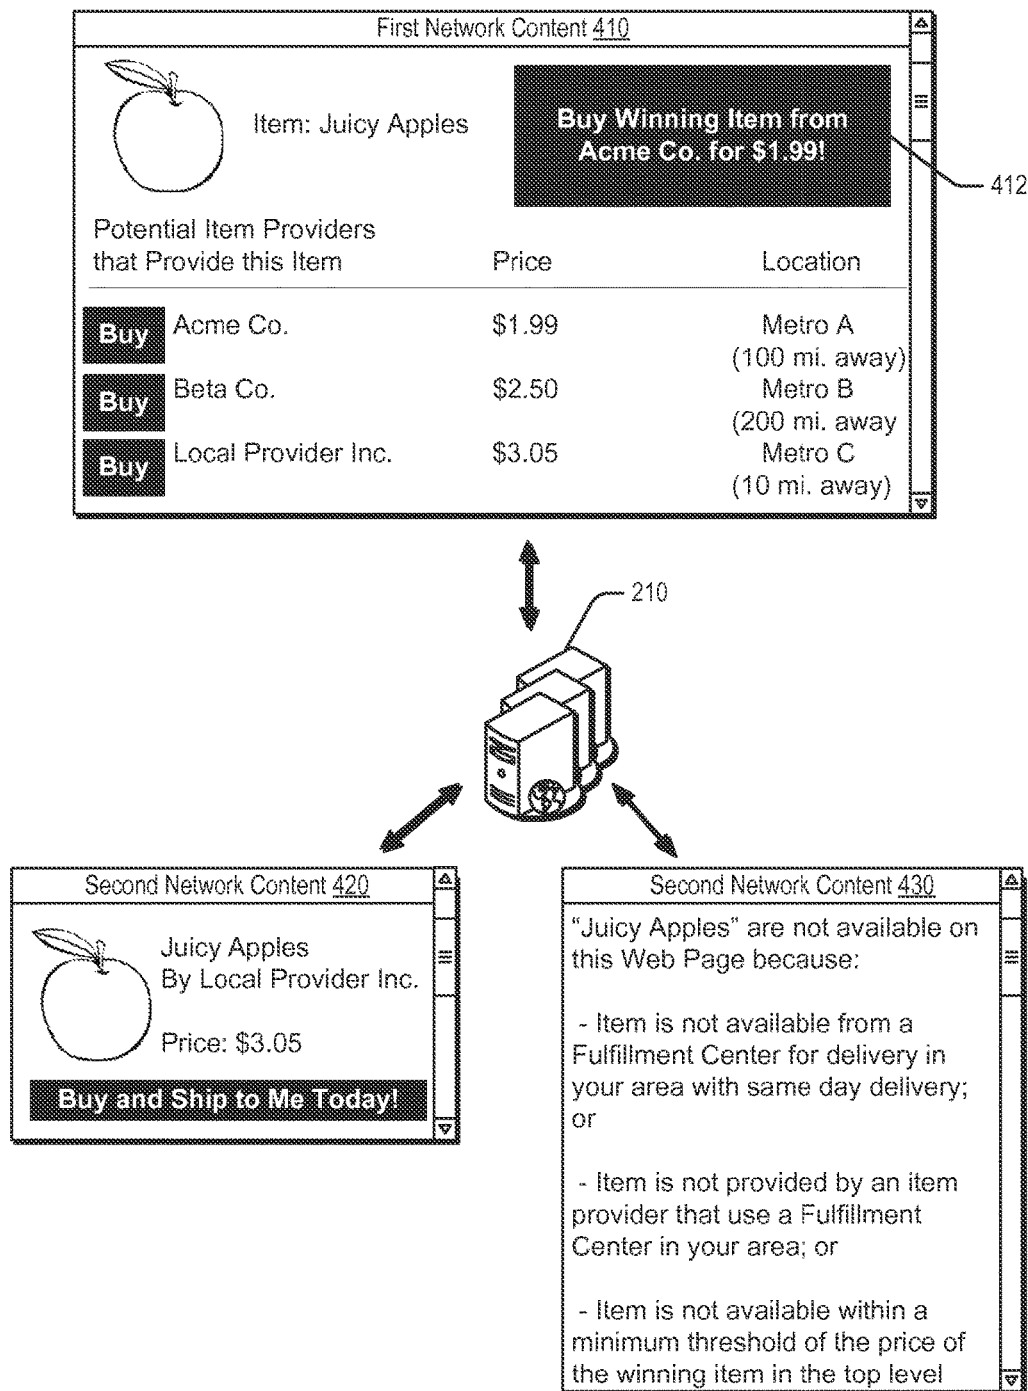 First Network Content 410
Item: Juicy Apples
Buy Winning Item from
Acme Co. for $1.99!
412
Potential Item Providers
that Provide this Item
Price
Location
Buy
Acme Co.
$1.99
Metro A
(100 mi. away)
Buy
Beta Co.
$2.50
Metro B
(200 mi. away
Buy
Local Provider Inc.
$3.05
Metro C
(10 mi. away)
210
Second Network Content 420
Juicy Apples
By Local Provider Inc.
Price: $3.05
Buy and Ship to Me Today!
Second Network Content 430
“Juicy Apples” are not available on
this Web Page because:
- Item is not available from a
Fulfillment Center for delivery in
your area with same day delivery;
or
- Item is not provided by an item
provider that use a Fulfillment
Center in your area; or
- Item is not available within a
minimum threshold of the price of
the winning item in the top level